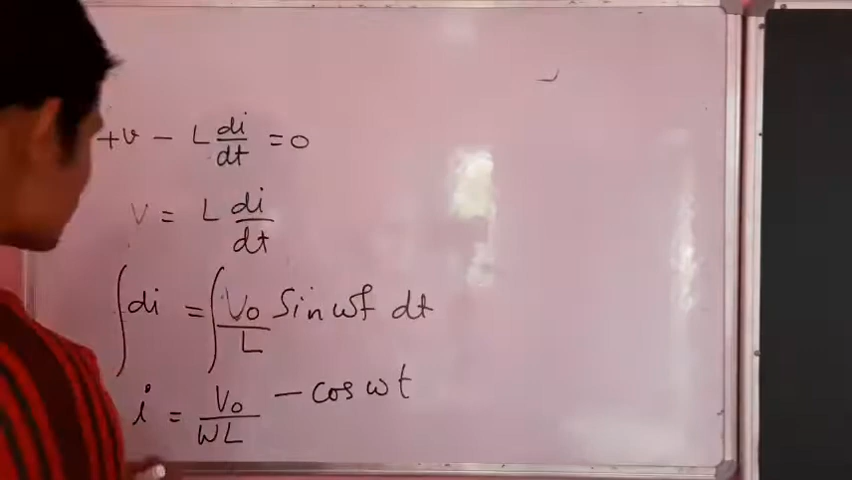 +v - L di/dt = 0
V = L di/dt
∫ di = ∫ V₀/L Sin ωt dt
i = V₀/ωL - cos ωt